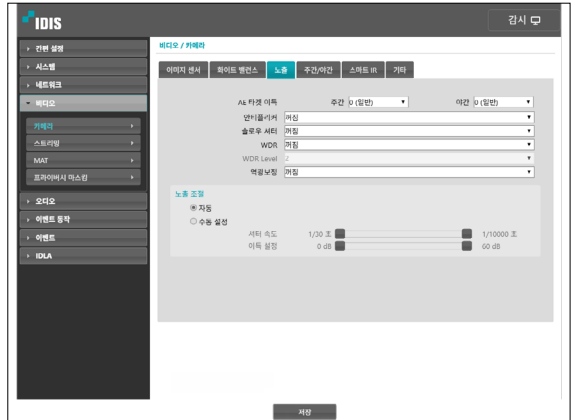 IDIS
감시
간편 설정
시스템
네트워크
비디오
카메라
스트리밍
MAT
프라이버시 마스킹
오디오
이벤트 동작
이벤트
IDLA
비디오 / 카메라
이미지 센서 화이트 밸런스 노출 주간/야간 스마트 IR 기타
AE 타겟 이득 주간 0 (일반) 야간 0 (일반)
안티플리커 꺼짐
슬로우 셔터 꺼짐
WDR 꺼짐
WDR Level 2
역광보정 꺼짐
노출 조절
자동
수동 설정
셔터 속도 1/30 초 1/10000 초
이득 설정 0 dB 60 dB
저장